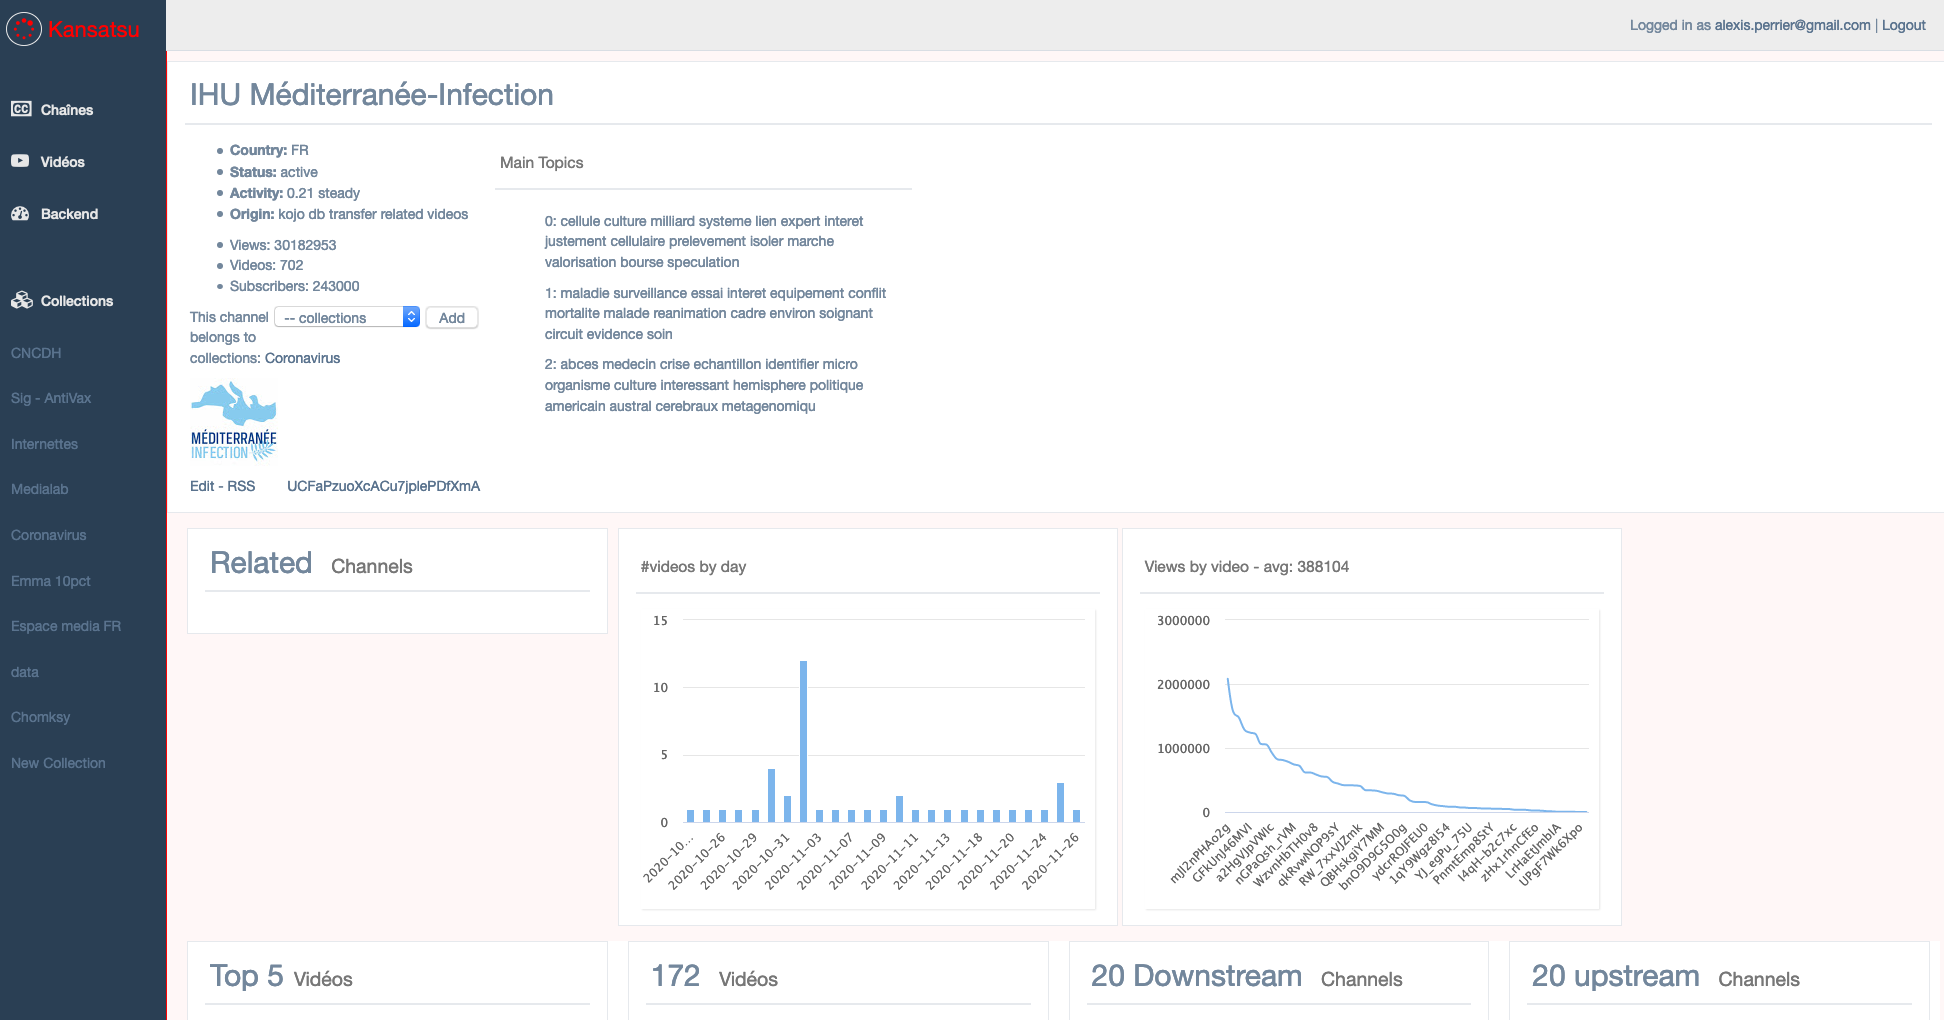 Kansatsu
Logged in as alexis.perrier@gmail.com | Logout
CC Chaînes
Vidéos
Backend
Collections
CNCDH
Sig - AntiVax
Internettes
Medialab
Coronavirus
Emma 10pct
Espace media FR
data
Chomksy
New Collection
IHU Méditerranée-Infection
Country: FR
Status: active
Activity: 0.21 steady
Origin: kojo db transfer related videos
Views: 30182953
Videos: 702
Subscribers: 243000
This channel -- collections Add
belongs to
collections: Coronavirus
MÉDITERRANÉE
INFECTION
Edit - RSS UCFaPzuoXcACu7jplePDfXmA
Main Topics
0: cellule culture milliard systeme lien expert interet
justement cellulaire prelevement isoler marche
valorisation bourse speculation
1: maladie surveillance essai interet equipement conflit
mortalite malade reanimation cadre environ soignant
circuit evidence soin
2: abces medecin crise echantillon identifier micro
organisme culture interessant hemisphere politique
americain austral cerebraux metagenomiqu
Related Channels
#videos by day
15
10
5
0
2020-10...
2020-10-26
2020-10-29
2020-10-31
2020-11-03
2020-11-07
2020-11-09
2020-11-11
2020-11-13
2020-11-18
2020-11-20
2020-11-24
2020-11-26
Views by video - avg: 388104
3000000
2000000
1000000
0
mJI2nPHAo2g
GFkUnJ46MVI
a2HgVJpVWlc
nGPaQsh_rVM
WzvnHbTH0v8
qkRvwNOP9sY
RW_7xxVJZmk
QBHskgiY7MM
bnO9D9G5O0g
ydcrROJFEU0
1qY9Wgz8I54
YJ_egPu_75U
PnmtEmp8StY
I4qH-b2c7xc
zHx1rhnCfEo
LrHaEtJmbIA
UPgF7Wk6Xpo
Top 5 Vidéos
172 Vidéos
20 Downstream Channels
20 upstream Channels